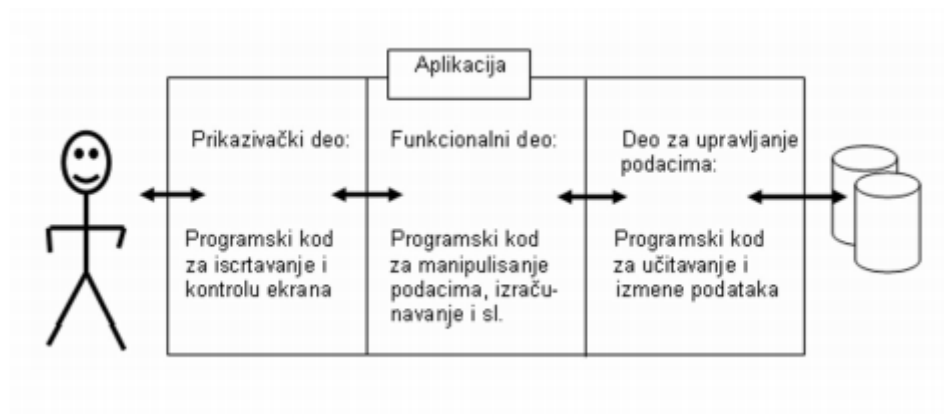 Aplikacija
Prikazivački deo:
Programski kod
za iscrtavanje i
kontrolu ekrana
Funkcionalni deo:
Programski kod
za manipulisanje
podacima, izraču-
navanje i sl.
Deo za upravljanje
podacima:
Programski kod
za učitavanje i
izmene podataka